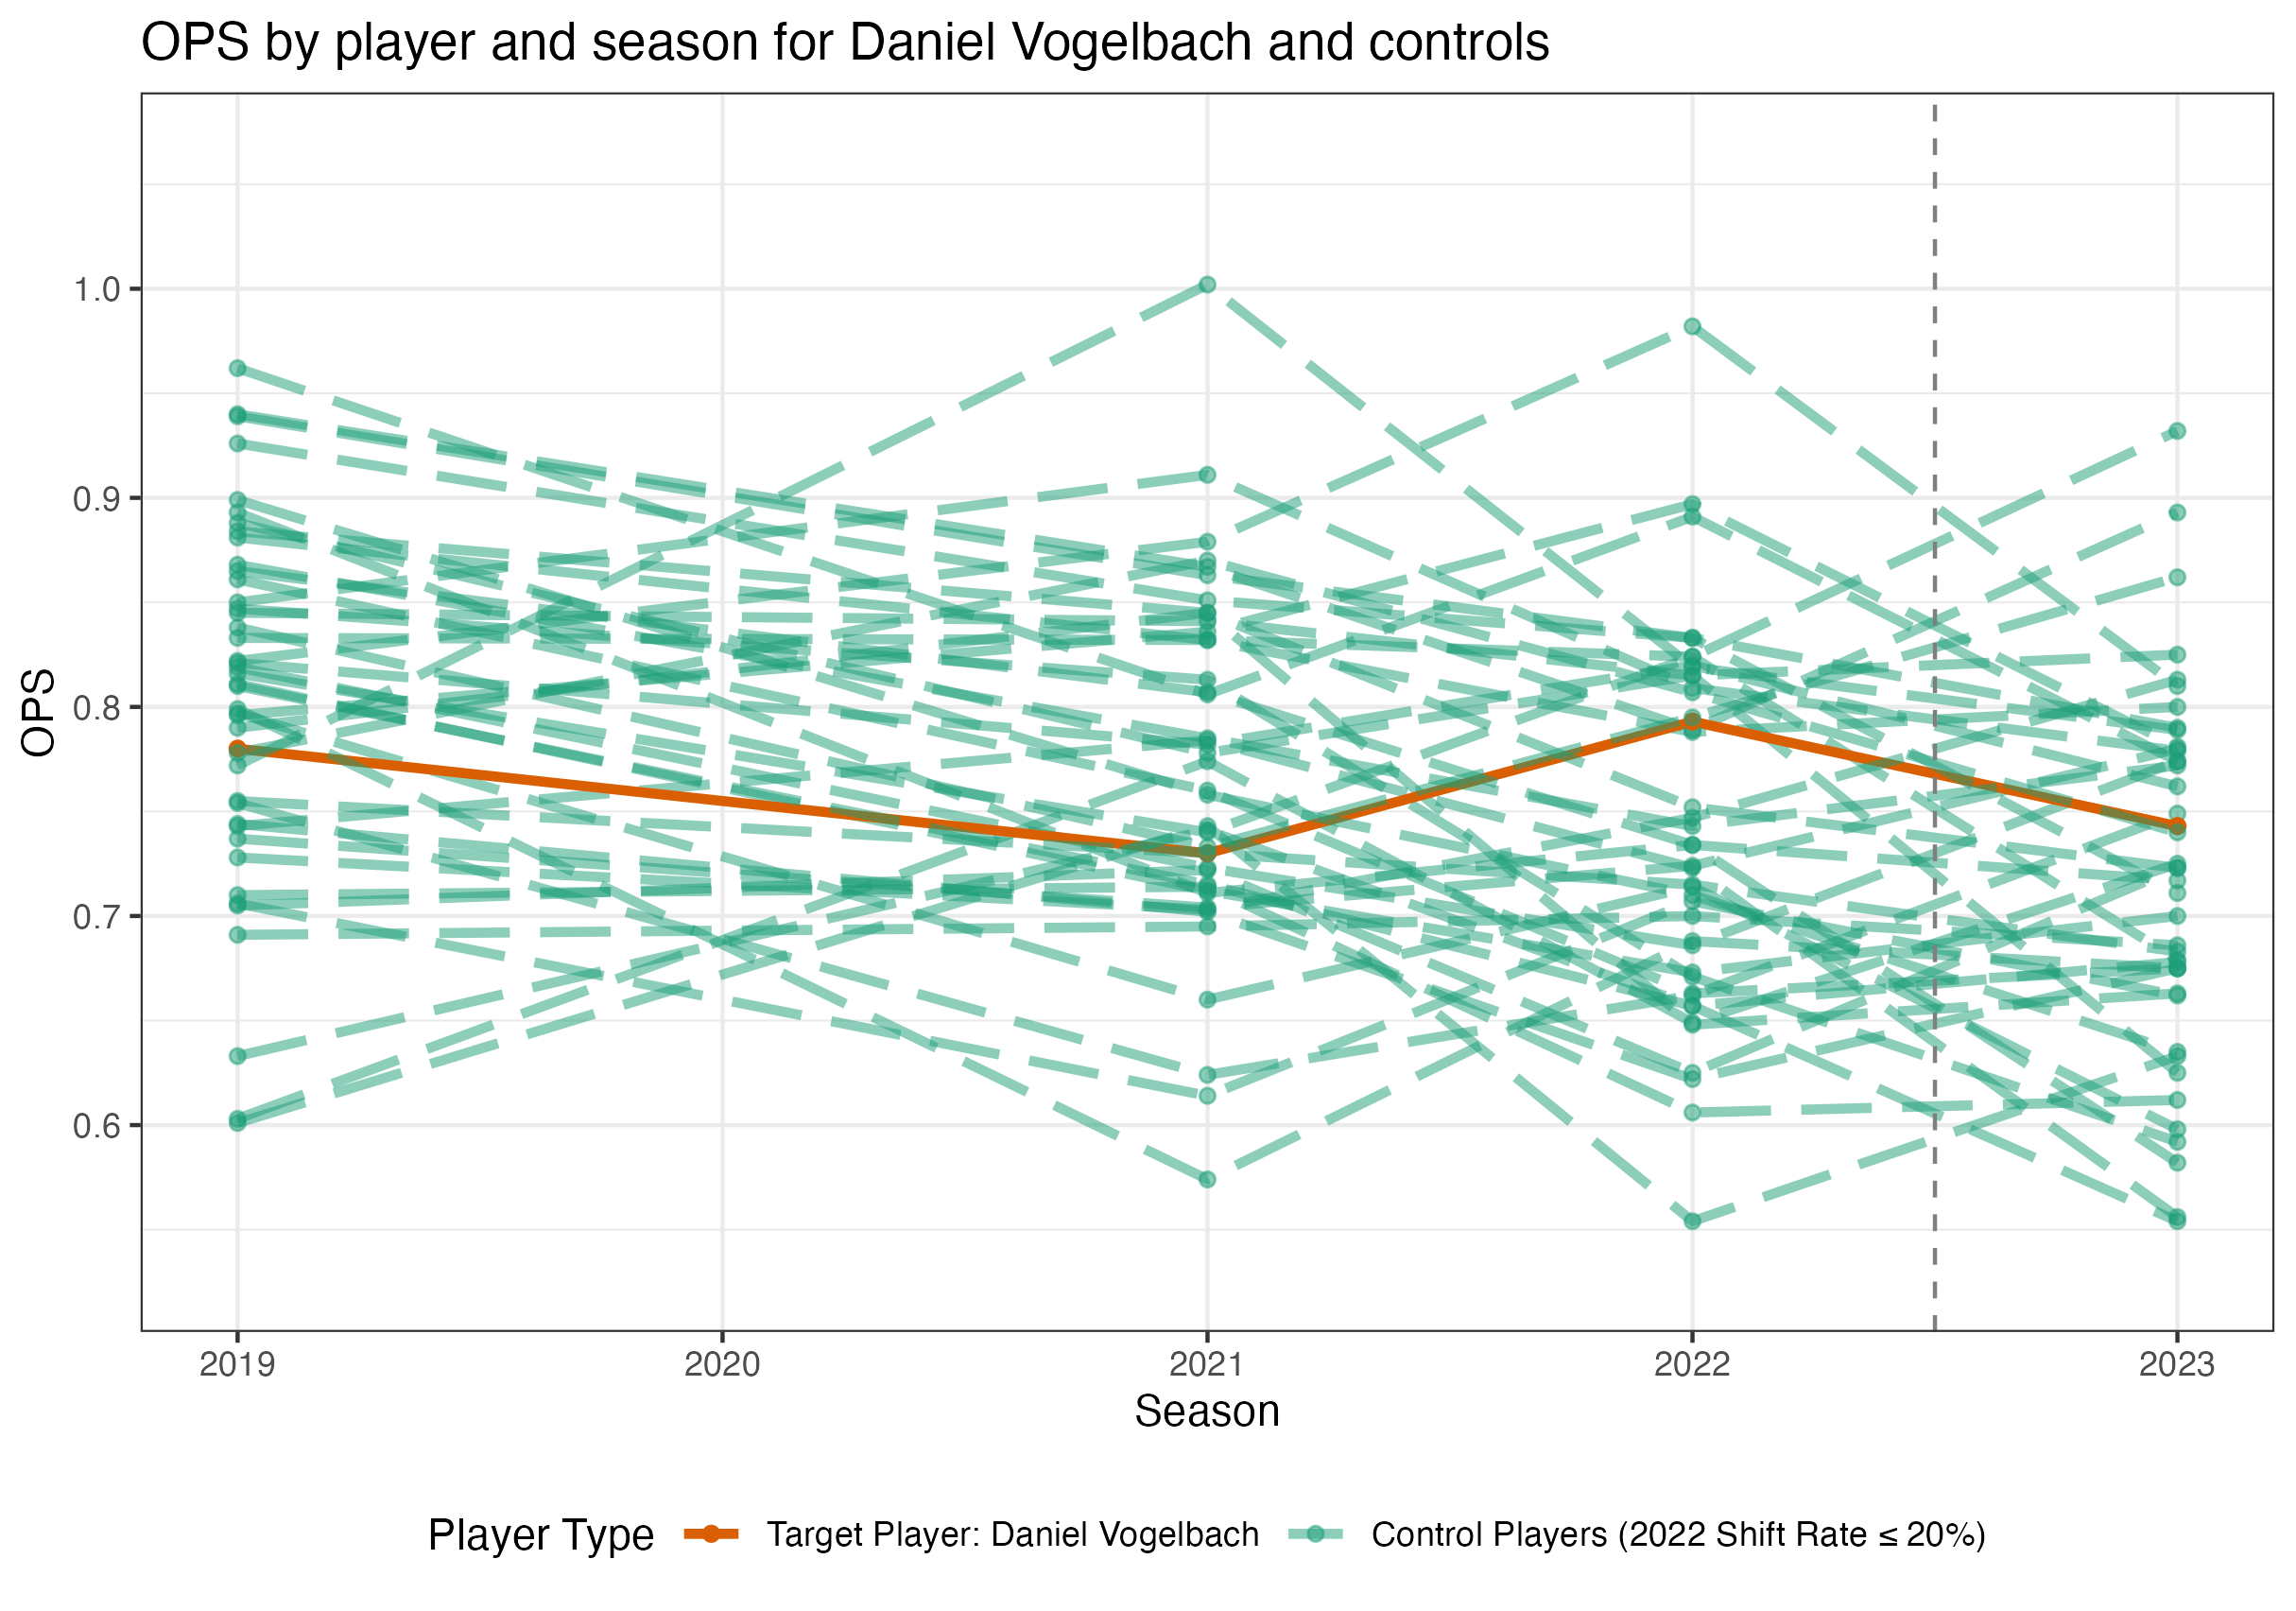 OPS by player and season for Daniel Vogelbach and controls
OPS
1.0
0.9
0.8
0.7
0.6
2019 2020 2021 2022 2023
Season
Player Type Target Player: Daniel Vogelbach Control Players (2022 Shift Rate ≤ 20%)